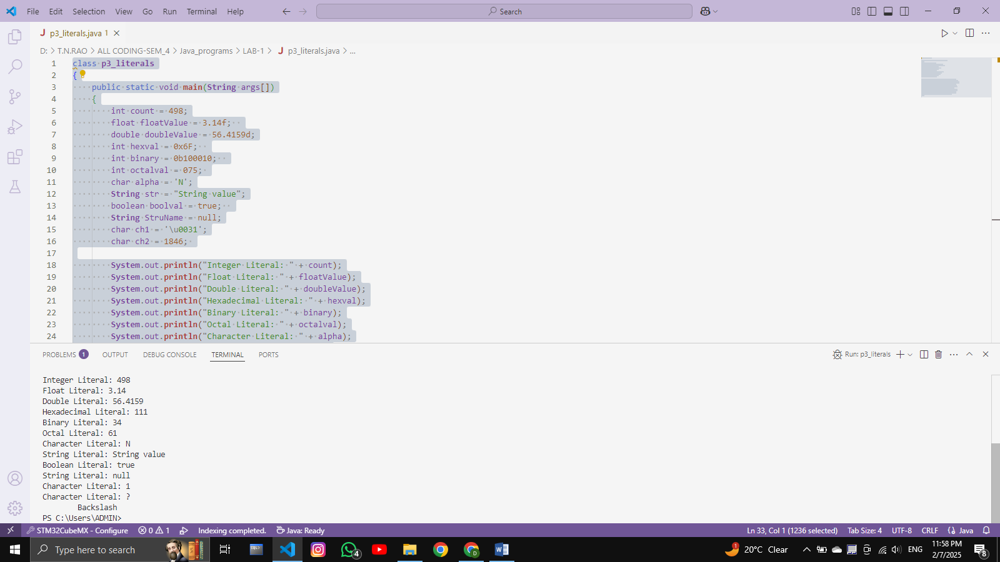 File Edit Selection View Go Run Terminal Help
Search
J p3_literals.java 1
D: > T.N.RAO > ALL CODING-SEM_4 > Java_programs > LAB-1 > J p3_literals.java > ...
1 class p3_literals
2 {
3 public static void main(String args[])
4 {
5 int count = 498;
6 float floatValue = 3.14f;
7 double doubleValue = 56.4159d;
8 int hexval = 0x6F;
9 int binary = 0b100010;
10 int octalval = 075;
11 char alpha = 'N';
12 String str = "String value";
13 boolean boolval = true;
14 String StruName = null;
15 char ch1 = '\u0031';
16 char ch2 = 1846;
17
18 System.out.println("Integer Literal: " + count);
19 System.out.println("Float Literal: " + floatValue);
20 System.out.println("Double Literal: " + doubleValue);
21 System.out.println("Hexadecimal Literal: " + hexval);
22 System.out.println("Binary Literal: " + binary);
23 System.out.println("Octal Literal: " + octalval);
24 System.out.println("Character Literal: " + alpha);
PROBLEMS 1 OUTPUT DEBUG CONSOLE TERMINAL PORTS Run: p3_literals
Integer Literal: 498
Float Literal: 3.14
Double Literal: 56.4159
Hexadecimal Literal: 111
Binary Literal: 34
Octal Literal: 61
Character Literal: N
String Literal: String value
Boolean Literal: true
String Literal: null
Character Literal: 1
Character Literal: ?
Backslash
PS C:\Users\ADMIN>
STM32CubeMX - Configure 0 1 Indexing completed. Java: Ready Ln 33, Col 1 (1236 selected) Tab Size: 4 UTF-8 CRLF {} Java
Type here to search SQL> 4 D W 1 20°C Clear ENG 11:58 PM 8
2/7/2025